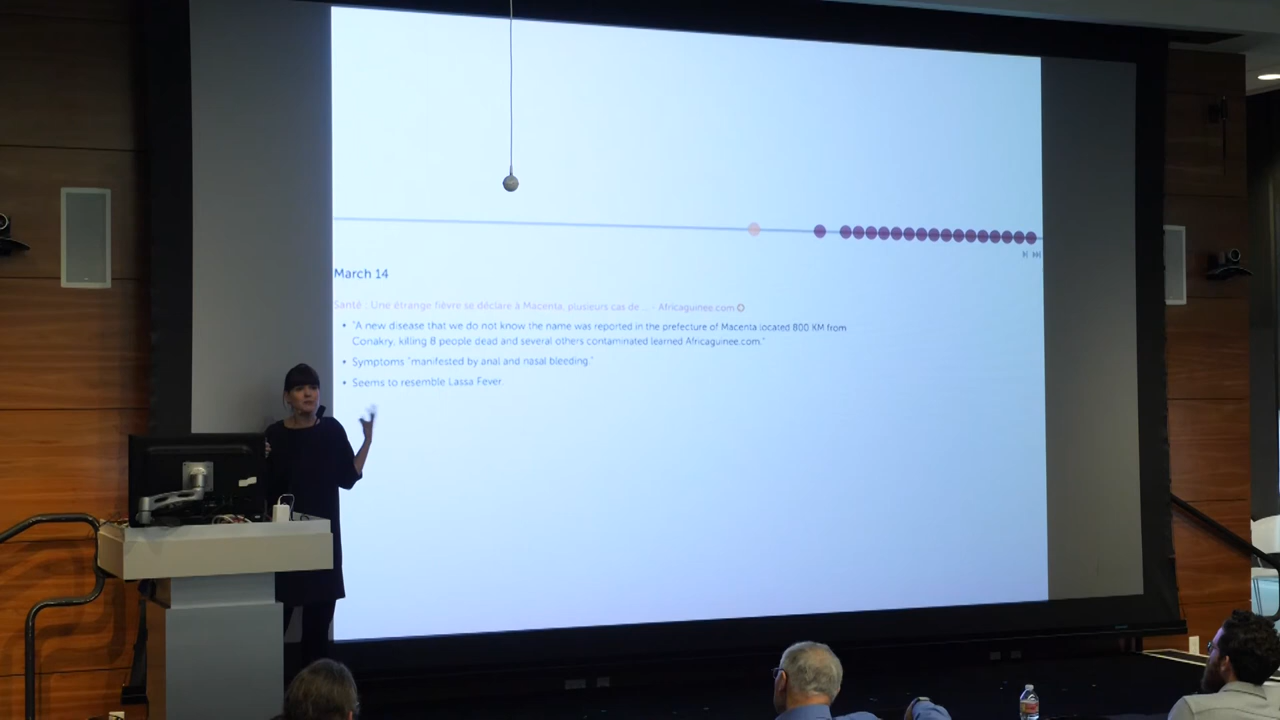 March 14
Santé : Une étrange fièvre se déclare à Macenta, plusieurs cas de ... - Africaguinee.com
• "A new disease that we do not know the name was reported in the prefecture of Macenta located 800 KM from
Conakry, killing 8 people dead and several others contaminated learned Africaguinee.com."
• Symptoms "manifested by anal and nasal bleeding."
• Seems to resemble Lassa Fever.